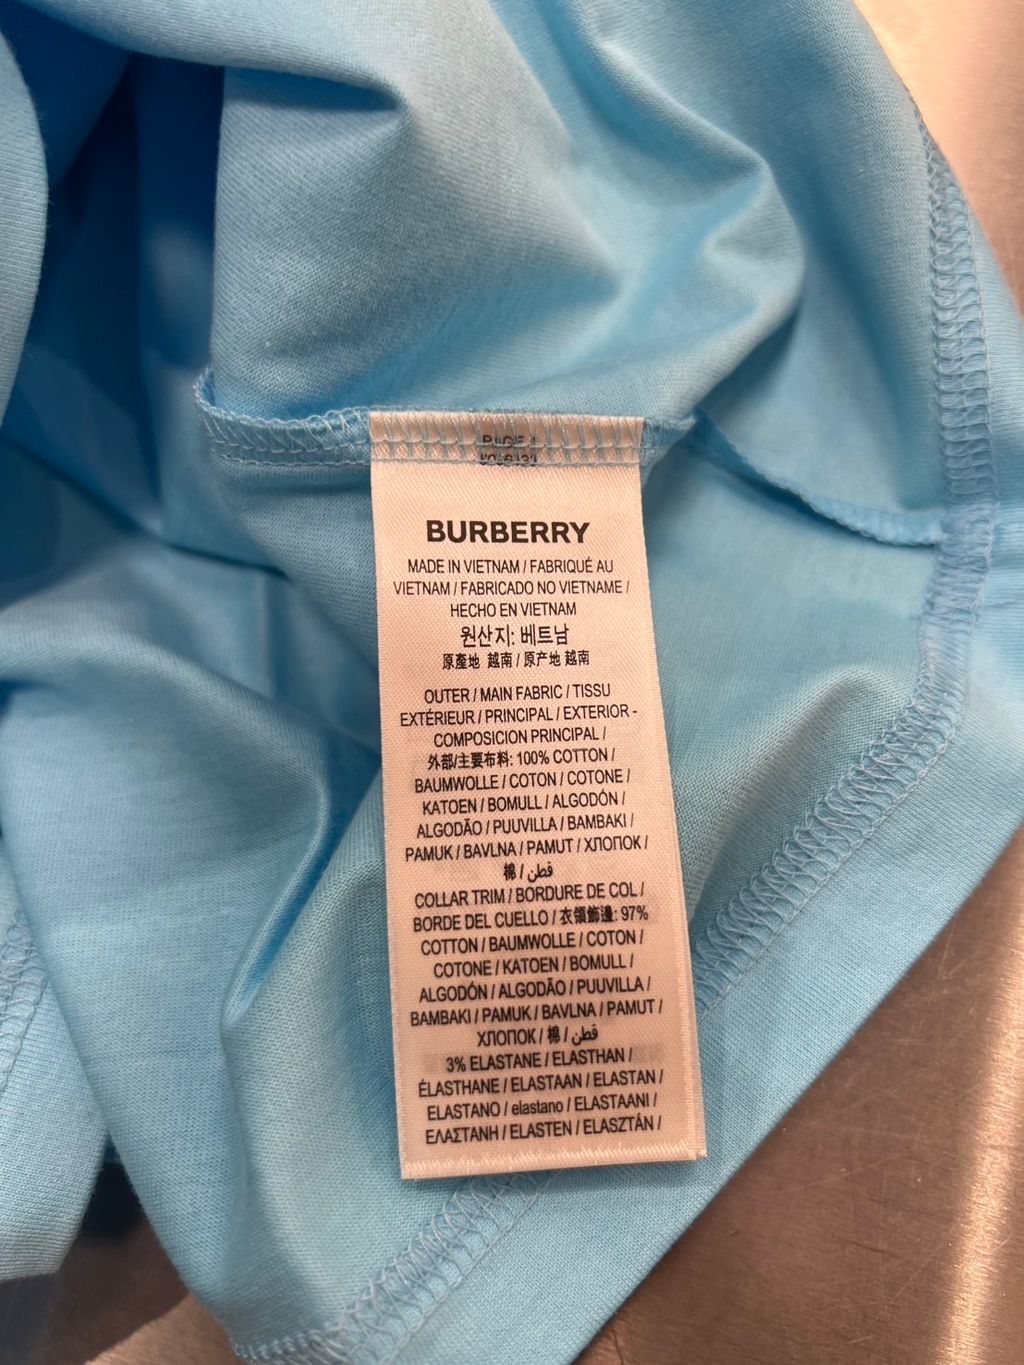 PAGE 1
BURBERRY
MADE IN VIETNAM / FABRIQUÉ AU
VIETNAM / FABRICADO NO VIETNAME /
HECHO EN VIETNAM
원산지: 베트남
原產地 越南 / 原产地 越南
OUTER / MAIN FABRIC / TISSU
EXTÉRIEUR / PRINCIPAL / EXTERIOR -
COMPOSICION PRINCIPAL /
外部/主要布料: 100% COTTON /
BAUMWOLLE / COTON / COTONE /
KATOEN / BOMULL / ALGODÓN /
ALGODÃO / PUUVILLA / BAMBAKI /
PAMUK / BAVLNA / PAMUT / ХЛОПОК /
棉 / قطن /
COLLAR TRIM / BORDURE DE COL /
BORDE DEL CUELLO / 衣領飾邊: 97%
COTTON / BAUMWOLLE / COTON /
COTONE / KATOEN / BOMULL /
ALGODÓN / ALGODÃO / PUUVILLA /
BAMBAKI / PAMUK / BAVLNA / PAMUT /
ХЛОПОК / 棉 / قطن /
3% ELASTANE / ELASTHAN /
ÉLASTHANE / ELASTAAN / ELASTAN /
ELASTANO / elastano / ELASTAANI /
ΕΛΑΣΤΑΝΗ / ELASTEN / ELASZTÁN /